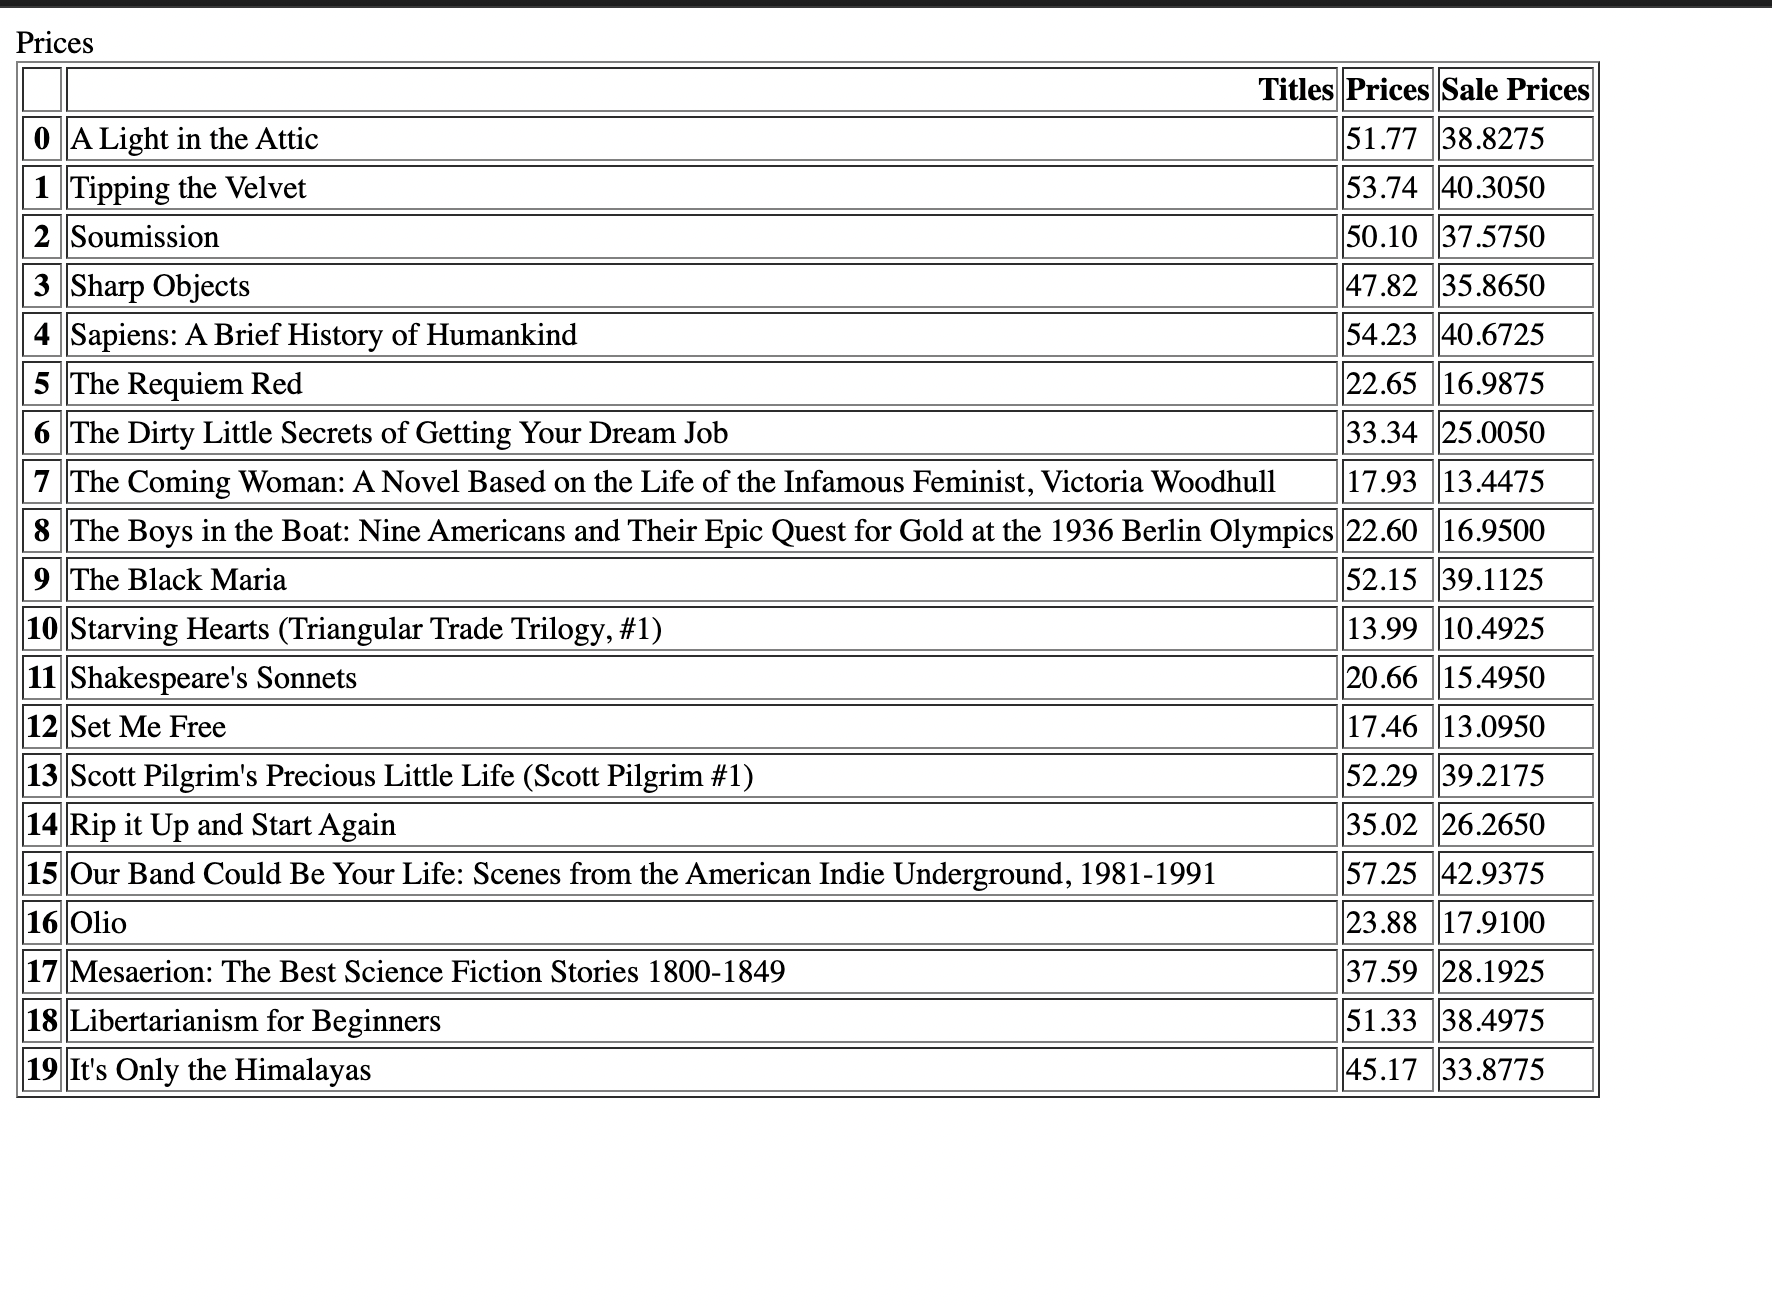 Prices
Titles Prices Sale Prices
0 A Light in the Attic 51.77 38.8275
1 Tipping the Velvet 53.74 40.3050
2 Soumission 50.10 37.5750
3 Sharp Objects 47.82 35.8650
4 Sapiens: A Brief History of Humankind 54.23 40.6725
5 The Requiem Red 22.65 16.9875
6 The Dirty Little Secrets of Getting Your Dream Job 33.34 25.0050
7 The Coming Woman: A Novel Based on the Life of the Infamous Feminist, Victoria Woodhull 17.93 13.4475
8 The Boys in the Boat: Nine Americans and Their Epic Quest for Gold at the 1936 Berlin Olympics 22.60 16.9500
9 The Black Maria 52.15 39.1125
10 Starving Hearts (Triangular Trade Trilogy, #1) 13.99 10.4925
11 Shakespeare's Sonnets 20.66 15.4950
12 Set Me Free 17.46 13.0950
13 Scott Pilgrim's Precious Little Life (Scott Pilgrim #1) 52.29 39.2175
14 Rip it Up and Start Again 35.02 26.2650
15 Our Band Could Be Your Life: Scenes from the American Indie Underground, 1981-1991 57.25 42.9375
16 Olio 23.88 17.9100
17 Mesaerion: The Best Science Fiction Stories 1800-1849 37.59 28.1925
18 Libertarianism for Beginners 51.33 38.4975
19 It's Only the Himalayas 45.17 33.8775